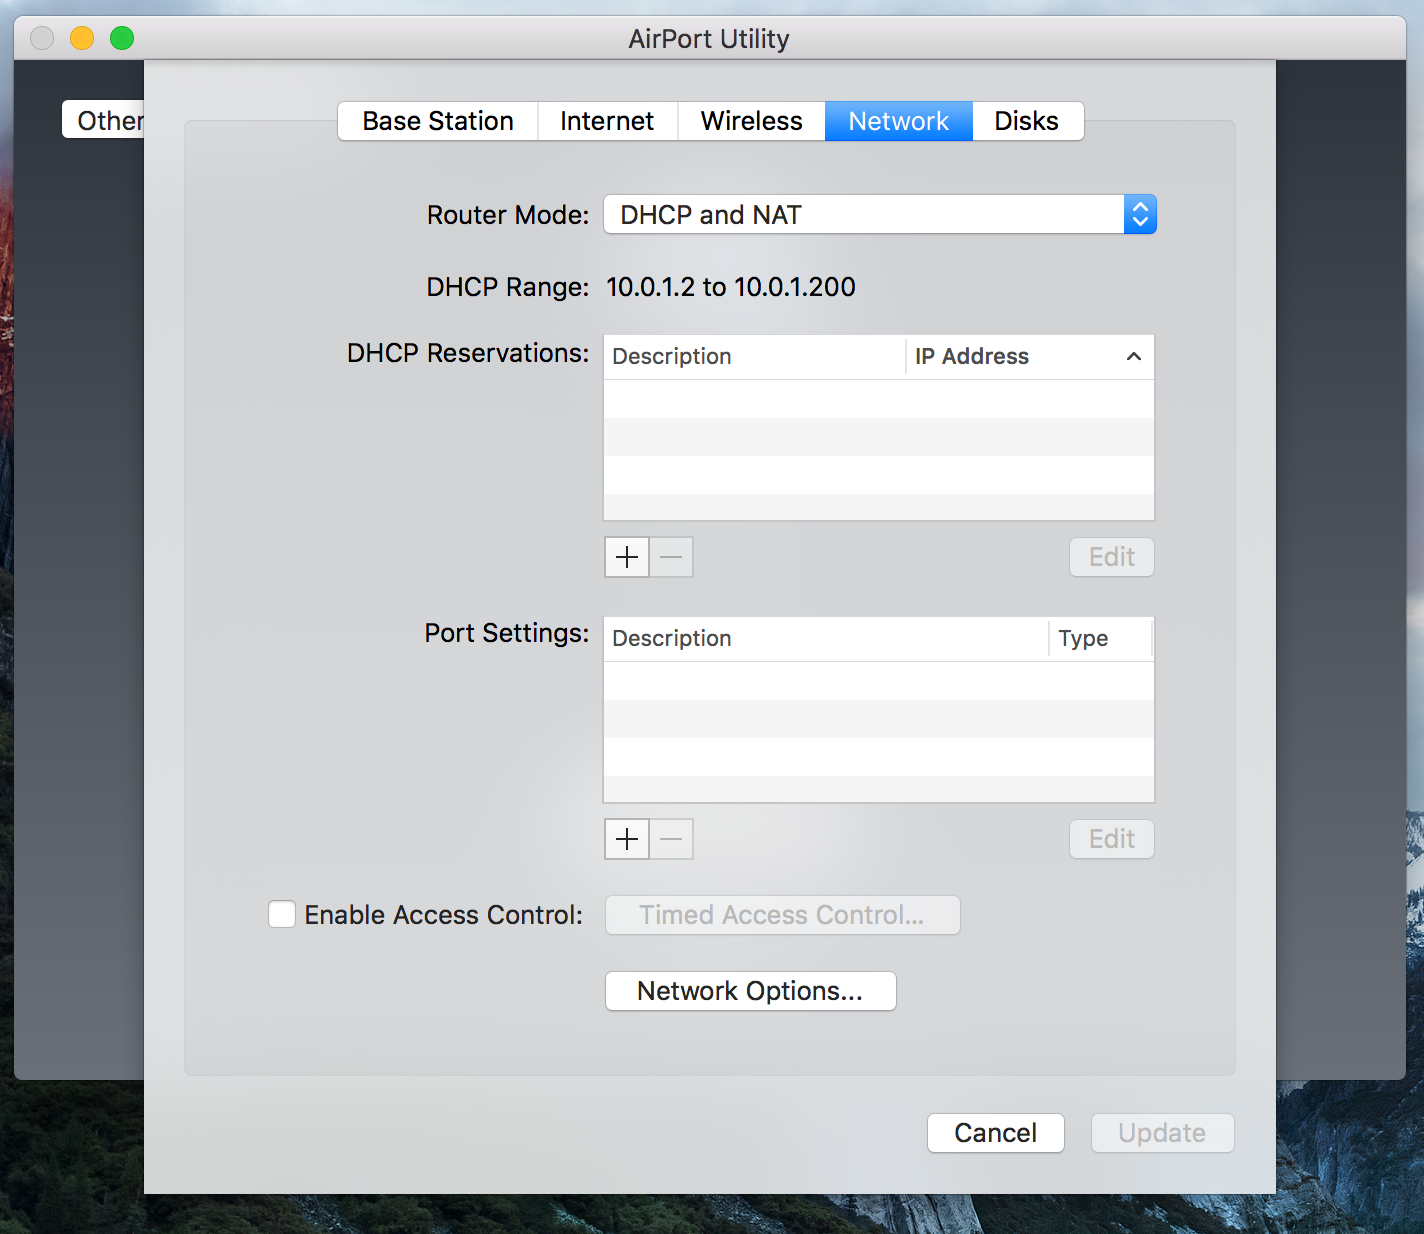 AirPort Utility
Other
Base Station Internet Wireless Network Disks
Router Mode: DHCP and NAT
DHCP Range: 10.0.1.2 to 10.0.1.200
DHCP Reservations: Description IP Address
Edit
Port Settings: Description Type
Edit
Enable Access Control: Timed Access Control...
Network Options...
Cancel Update